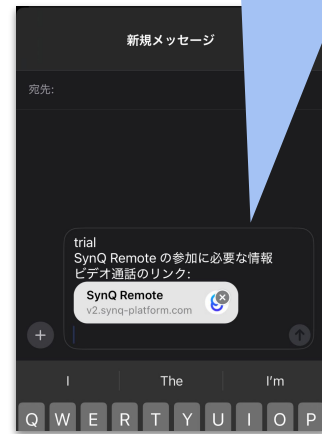 新規メッセージ
宛先:
trial
SynQ Remote の参加に必要な情報
ビデオ通話のリンク:
SynQ Remote
v2.synq-platform.com
I
The
I'm
Q W E R T Y U I O P